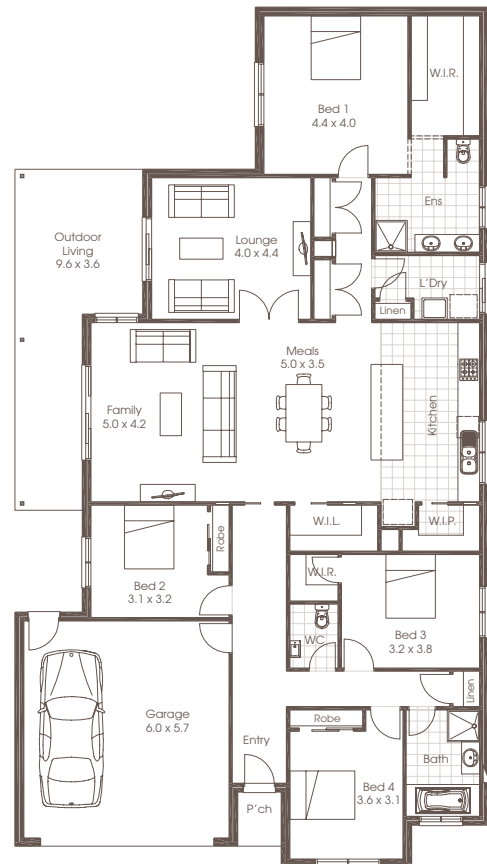 W.I.R.
Bed 1
4.4 x 4.0
Ens
Outdoor
Living
9.6 x 3.6
Lounge
4.0 x 4.4
L'Dry
Linen
Meals
5.0 x 3.5
Family
5.0 x 4.2
Kitchen
W.I.L.
W.I.P.
Robe
Bed 2
3.1 x 3.2
W.I.R.
WC
Bed 3
3.2 x 3.8
Linen
Garage
6.0 x 5.7
Robe
Entry
Bath
Bed 4
3.6 x 3.1
P'ch